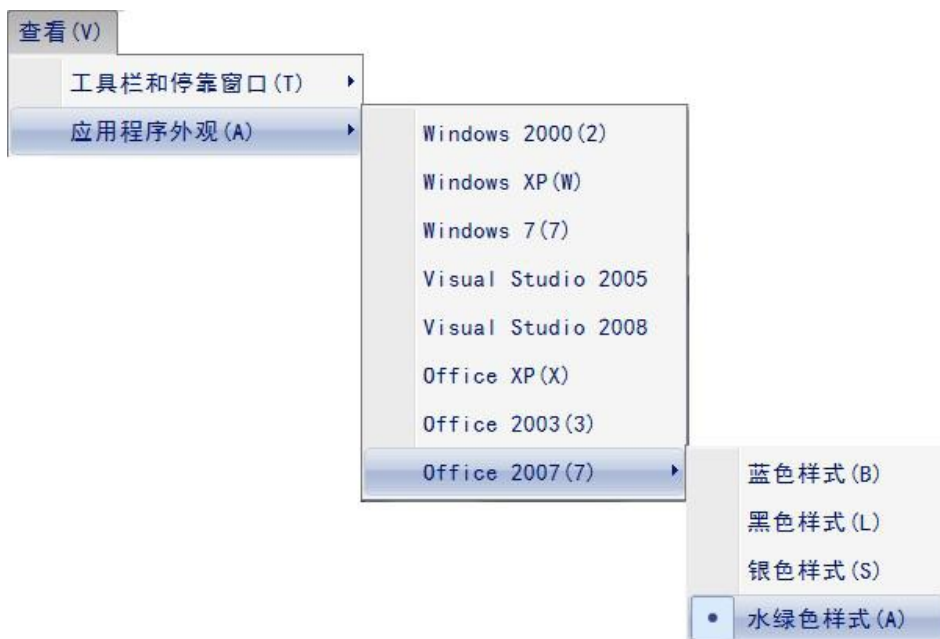 查看(V)
工具栏和停靠窗口(T)
应用程序外观(A)
Windows 2000(2)
Windows XP(W)
Windows 7(7)
Visual Studio 2005
Visual Studio 2008
Office XP(X)
Office 2003(3)
Office 2007(7)
蓝色样式(B)
黑色样式(L)
银色样式(S)
水绿色样式(A)